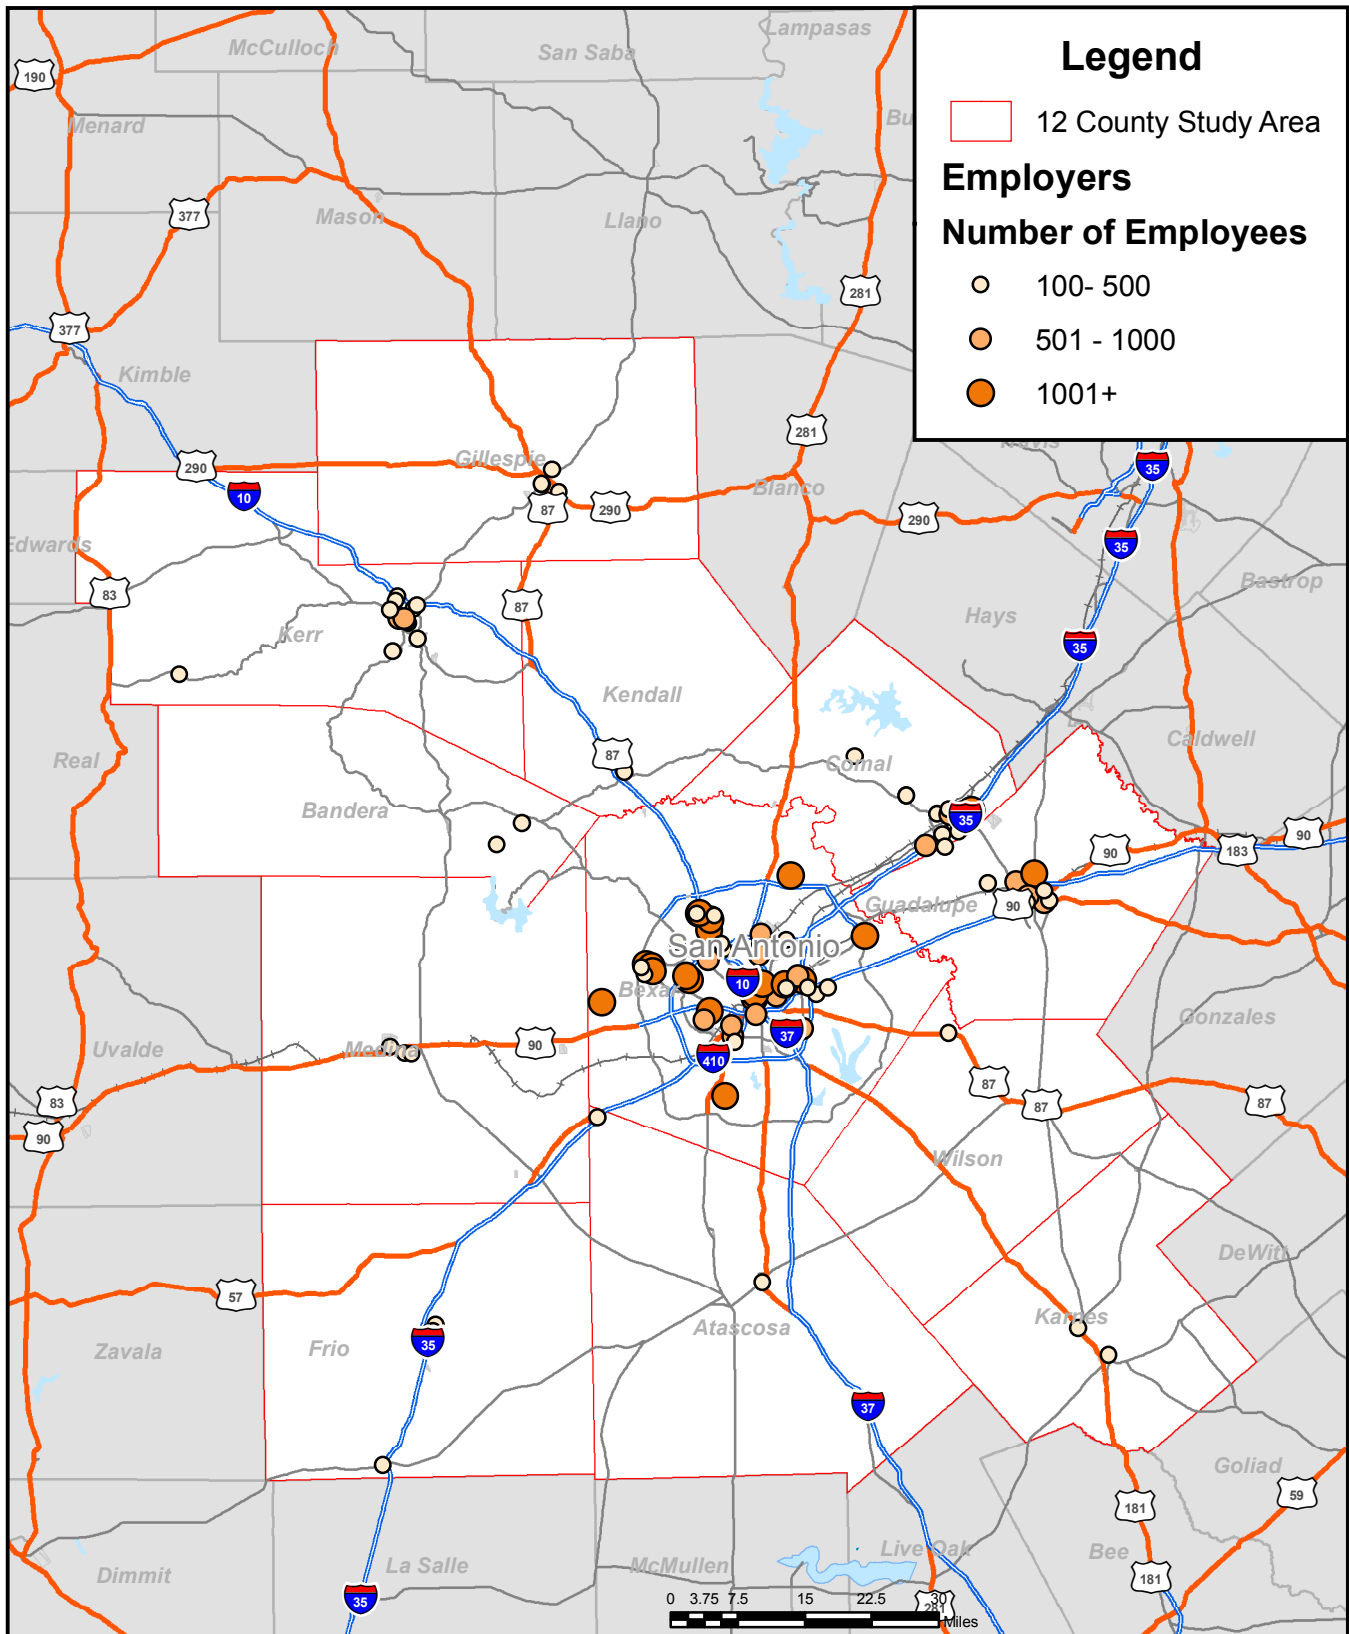 Legend
12 County Study Area
Employers
Number of Employees
100- 500
501 - 1000
1001+
McCulloch
San Saba
Lampasas
190
Bu
Menard
377
Mason
Llano
281
377
Kimble
281
Gillespie
290
35
10
87
290
Blanco
290
35
Edwards
83
87
Bastrop
Hays
Kerr
35
Kendall
Real
87
Comal
Caldwell
Bandera
35
90
183
90
Guadalupe
90
San Antonio
10
Bexar
Gonzales
37
Uvalde
Medina
90
410
83
87
87
87
90
Wilson
DeWitt
57
Karnes
Atascosa
Zavala
Frio
35
37
Goliad
59
181
Live Oak
Bee
La Salle
McMullen
Dimmit
181
35
0 3.75 7.5 15 22.5 30
281
Miles